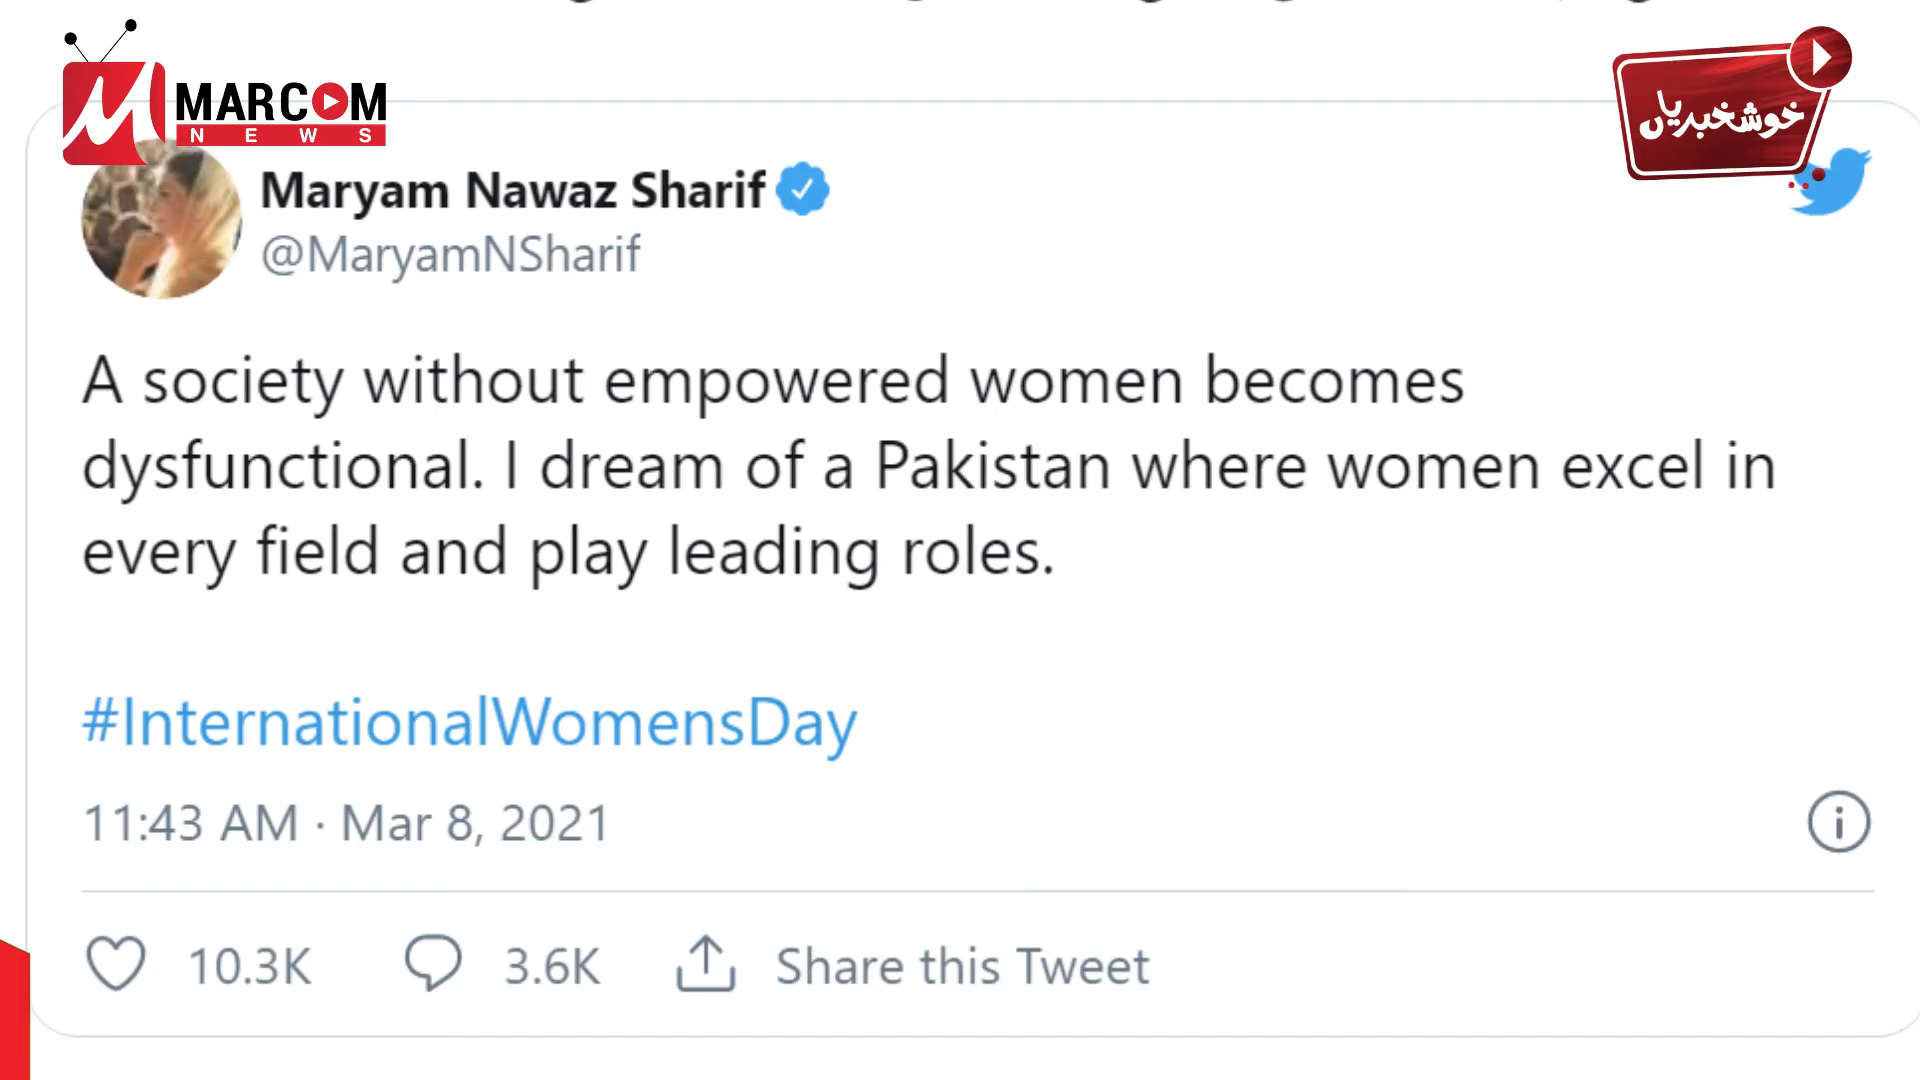 MARCOM
NEWS
خوشخبریاں
Maryam Nawaz Sharif
@MaryamNSharif
A society without empowered women becomes
dysfunctional. I dream of a Pakistan where women excel in
every field and play leading roles.
#InternationalWomensDay
11:43 AM · Mar 8, 2021
10.3K 3.6K Share this Tweet